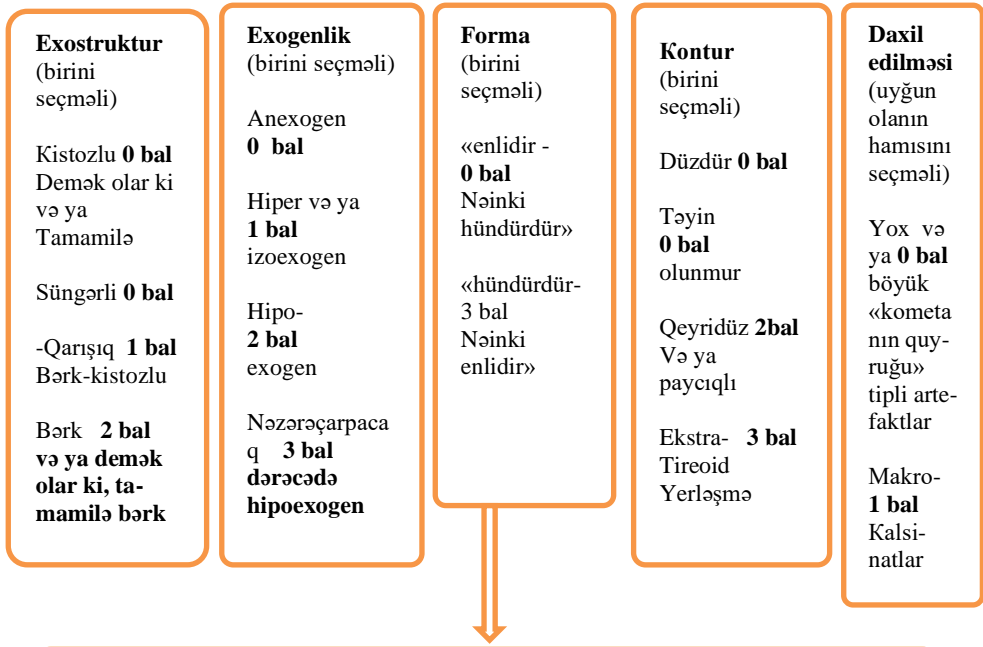 Exostruktur
(birini
seçməli)
Kistozlu 0 bal
Demək olar ki
və ya
Tamamilə
Süngərli 0 bal
-Qarışıq 1 bal
Bərk-kistozlu
Bərk 2 bal
və ya demək
olar ki, ta-
mamilə bərk
Exogenlik
(birini seçməli)
Anexogen
0 bal
Hiper və ya
1 bal
izoexogen
Hipo-
2 bal
exogen
Nəzərəçarpaca
q 3 bal
dərəcədə
hipoexogen
Forma
(birini
seçməli)
«enlidir -
0 bal
Nəinki
hündürdür»
«hündürdür-
3 bal
Nəinki
enlidir»
Kontur
(birini
seçməli)
Düzdür 0 bal
Təyin
0 bal
olunmur
Qeyridüz 2bal
Və ya
paycıqlı
Ekstra- 3 bal
Tireoid
Yerləşmə
Daxil
edilməsi
(uyğun
olanın
hamısını
seçməli)
Yox və
ya 0 bal
böyük
«kometa
nın quy-
ruğu»
tipli arte-
faktlar
Makro-
1 bal
Kalsi-
natlar